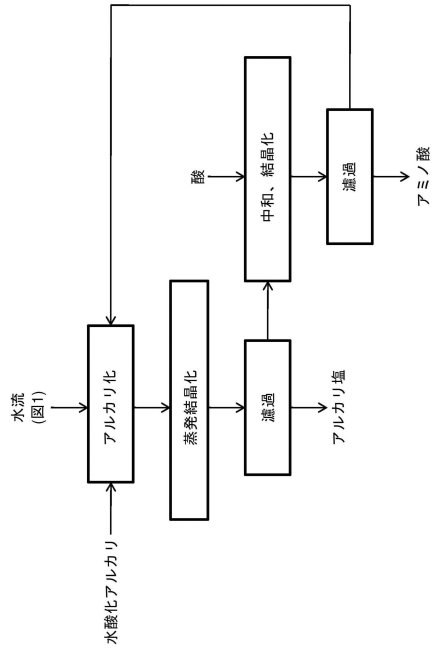 水流
(図1)
水酸化アルカリ
アルカリ化
蒸発結晶化
濾過
アルカリ塩
酸
中和、結晶化
濾過
アミノ酸